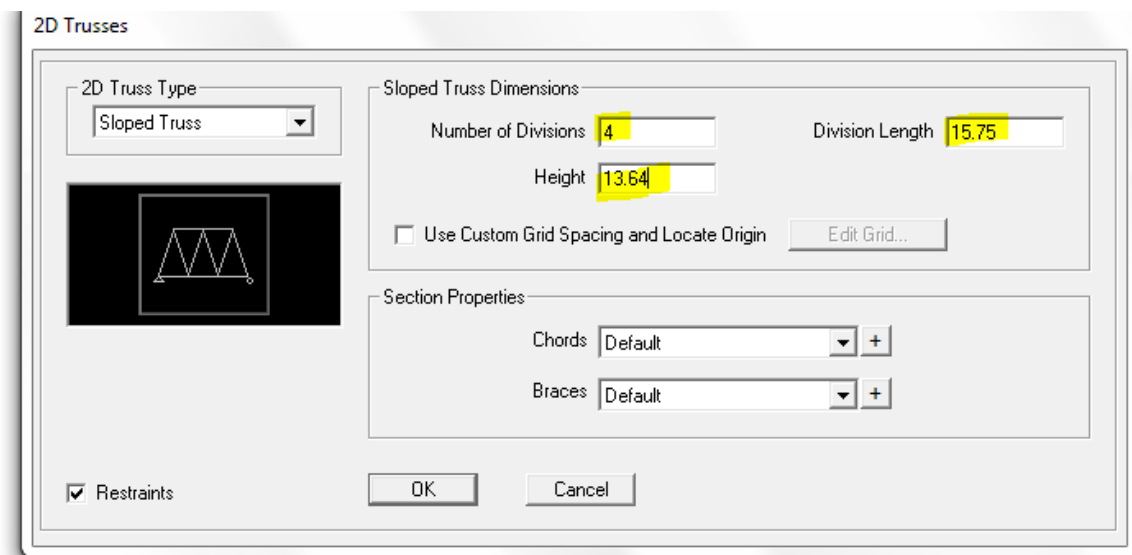 2D Trusses
2D Truss Type
Sloped Truss
Sloped Truss Dimensions
Number of Divisions 4 Division Length 15.75
Height 13.64
Use Custom Grid Spacing and Locate Origin Edit Grid...
Section Properties
Chords Default +
Braces Default +
Restraints OK Cancel